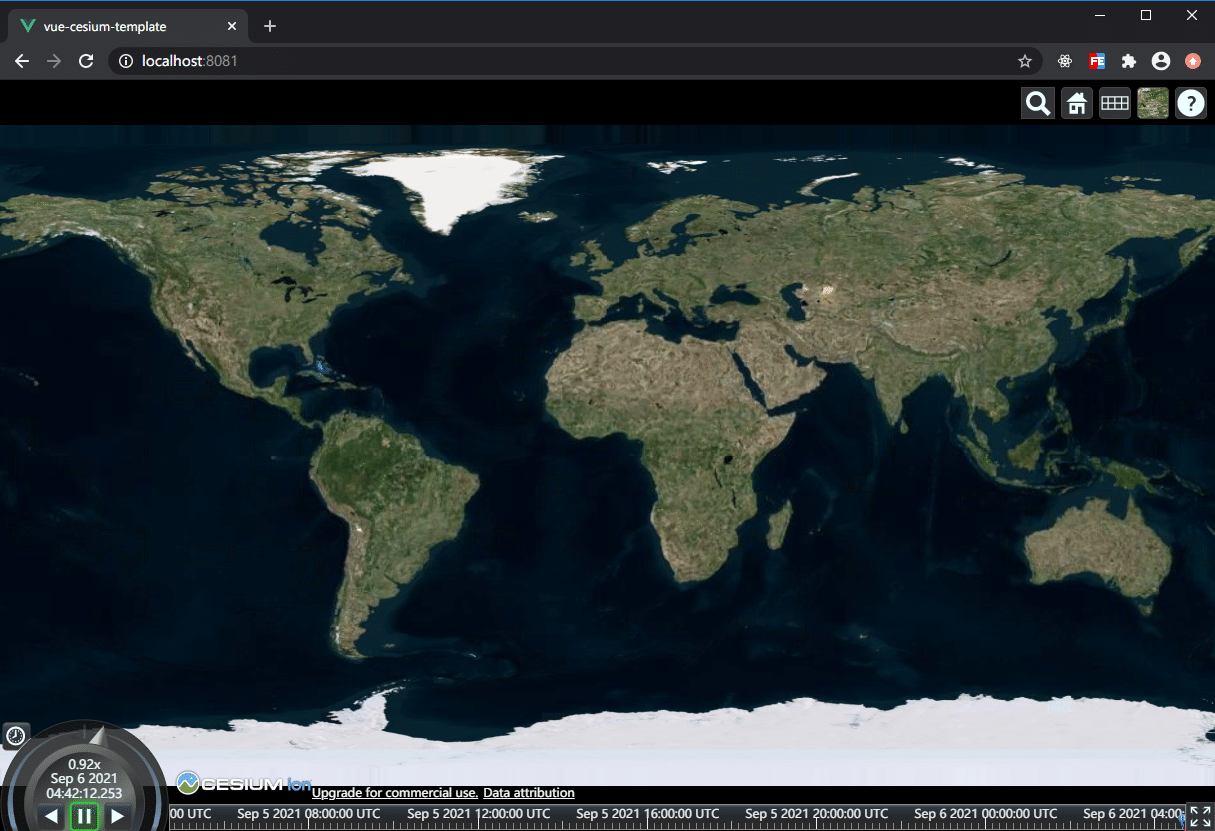 vue-cesium-template
localhost:8081
FE
?
0.92x
Sep 6 2021
04:42:12.253
CESIUM ion
Upgrade for commercial use. Data attribution
00 UTC Sep 5 2021 08:00:00 UTC Sep 5 2021 12:00:00 UTC Sep 5 2021 16:00:00 UTC Sep 5 2021 20:00:00 UTC Sep 6 2021 00:00:00 UTC Sep 6 2021 04:00